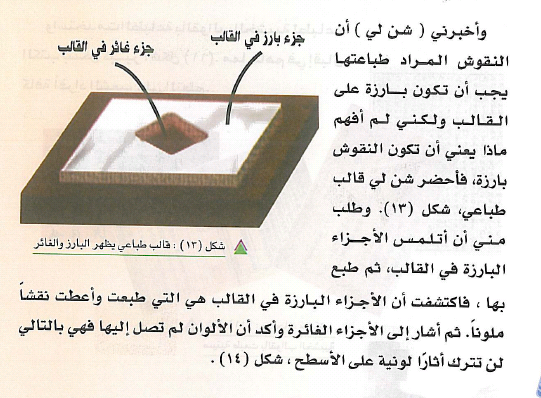 وأخبرني ( شن لي ) أن
النقوش المراد طباعتها
يجب أن تكون بارزة على
القالب ولكني لم أفهم
ماذا يعني أن تكون النقوش
بارزة، فأحضر شن لي قالب
طباعي، شكل (١٣). وطلب
مني أن أتلمس الأجزاء
البارزة في القالب، ثم طبع
بها ، فاكتشفت أن الأجزاء البارزة في القالب هي التي طبعت وأعطت نقشاً
ملوناً. ثم أشار إلى الأجزاء الغائرة وأكد أن الألوان لم تصل إليها فهي بالتالي
لن تترك أثارًا لونية على الأسطح ، شكل (١٤) .
جزء بارز في القالب
جزء غائر في القالب
شكل (١٣) : قالب طباعي يظهر البارز والغائر